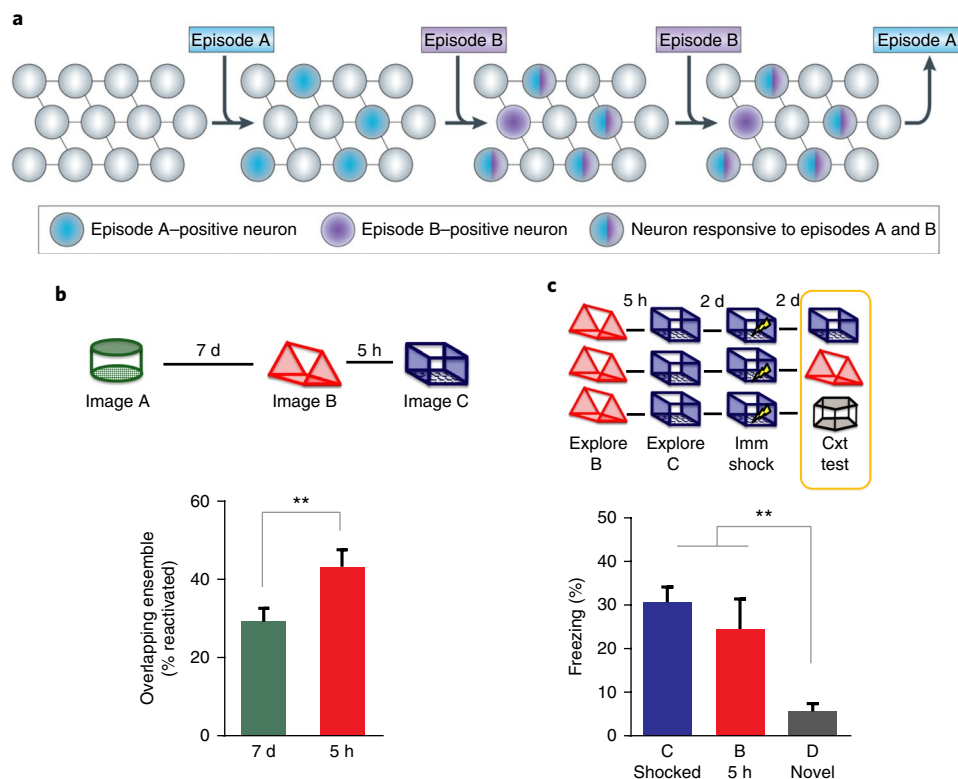 a
Episode A
Episode B
Episode B
Episode A
Episode A–positive neuron
Episode B–positive neuron
Neuron responsive to episodes A and B
b
7 d
5 h
Image A
Image B
Image C
60
40
20
0
Overlapping ensemble
(% reactivated)
**
7 d
5 h
c
5 h
2 d
2 d
Explore
B
Explore
C
Imm
shock
Cxt
test
50
40
30
20
10
0
Freezing (%)
**
C
Shocked
B
5 h
D
Novel